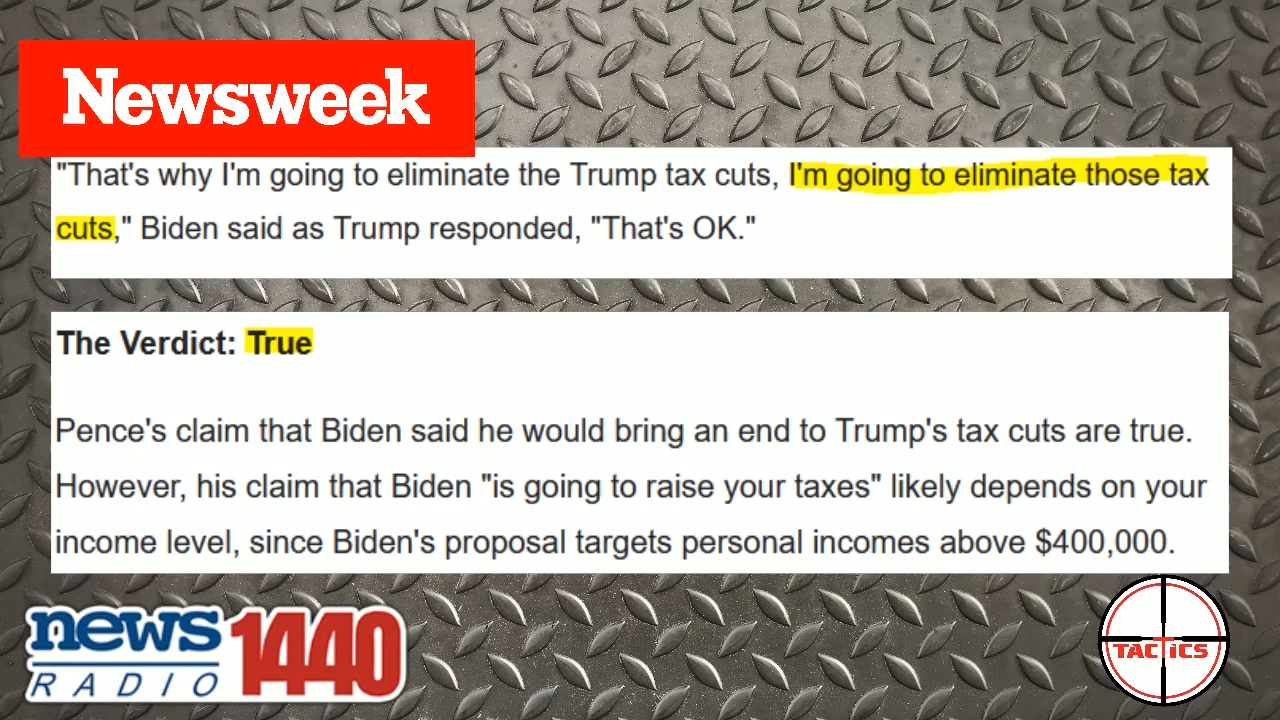 Newsweek
"That's why I'm going to eliminate the Trump tax cuts, I'm going to eliminate those tax
cuts," Biden said as Trump responded, "That's OK."
The Verdict: True
Pence's claim that Biden said he would bring an end to Trump's tax cuts are true.
However, his claim that Biden "is going to raise your taxes" likely depends on your
income level, since Biden's proposal targets personal incomes above $400,000.
news
RADIO
1440
TACTICS